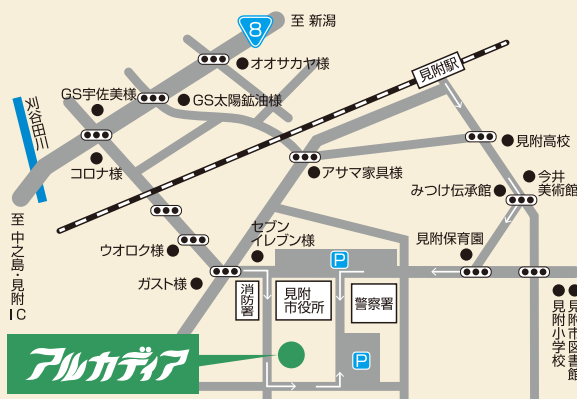 8
至 新潟
オオサカヤ様
見附駅
GS宇佐美様
GS太陽鉱油様
刈谷田川
コロナ様
アサマ家具様
見附高校
今井
美術館
みつけ伝承館
至 中之島・見附IC
ウオロク様
セブン
イレブン様
見附保育園
P
ガスト様
消防署
見附
市役所
警察署
見附小学校
見附市図書館
アルカディア
P